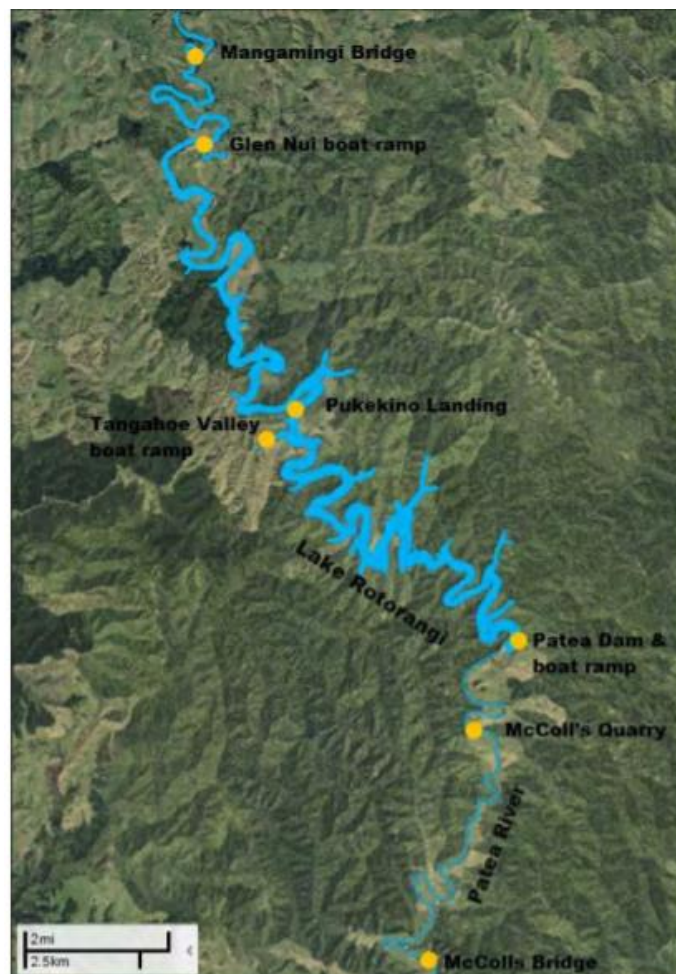 Mangamingi Bridge
Glen Nui boat ramp
Pukekino Landing
Tangahoe Valley
boat ramp
Lake Rotorangi
Patea Dam &
boat ramp
McColl's Quarry
Patea River
McColls Bridge
2mi
2.5km